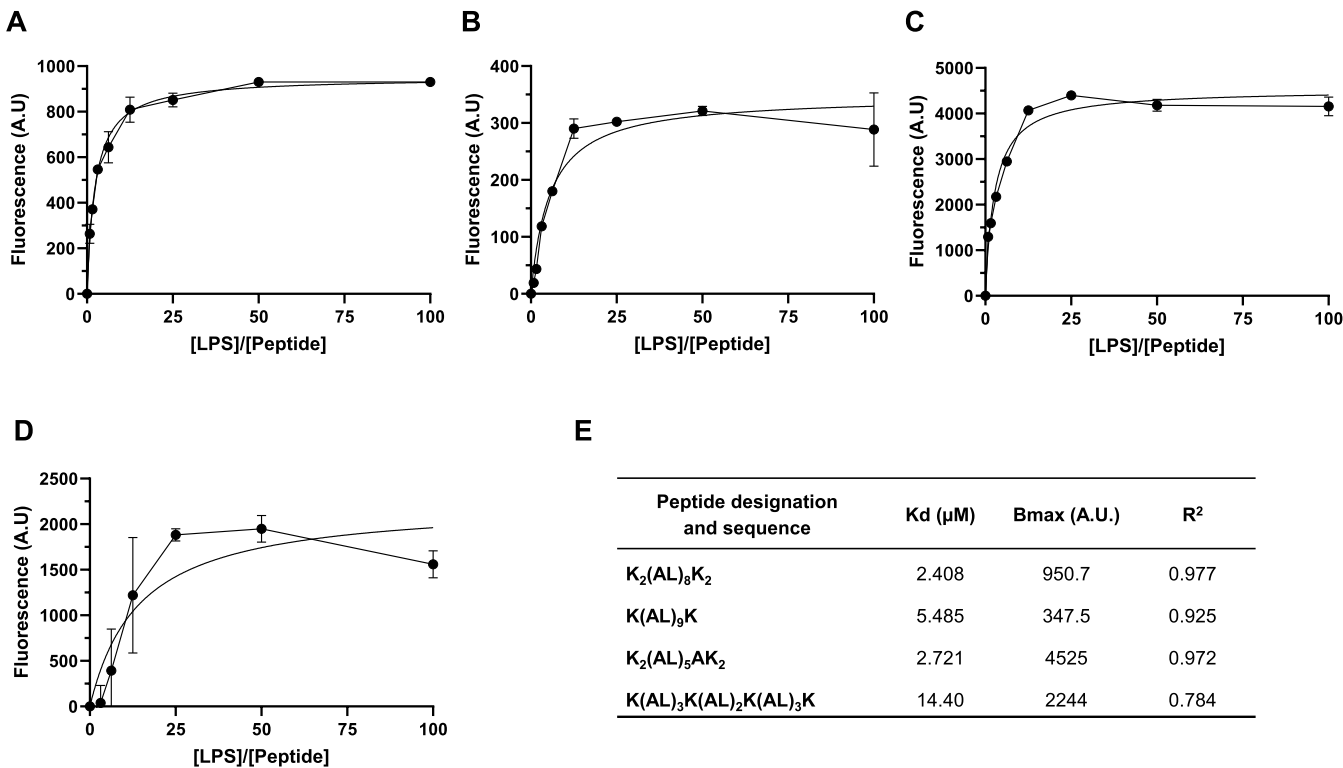 A
1000
800
600
400
200
0
Fluorescence (A.U)
0 25 50 75 100
[LPS]/[Peptide]
B
400
300
200
100
0
Fluorescence (A.U)
0 25 50 75 100
[LPS]/[Peptide]
C
5000
4000
3000
2000
1000
0
Fluorescence (A.U)
0 25 50 75 100
[LPS]/[Peptide]
D
2500
2000
1500
1000
500
0
Fluorescence (A.U)
0 25 50 75 100
[LPS]/[Peptide]
E
Peptide designation
and sequence Kd (µM) Bmax (A.U.) R²
K₂(AL)₈K₂ 2.408 950.7 0.977
K(AL)₉K 5.485 347.5 0.925
K₂(AL)₅AK₂ 2.721 4525 0.972
K(AL)₃K(AL)₂K(AL)₃K 14.40 2244 0.784